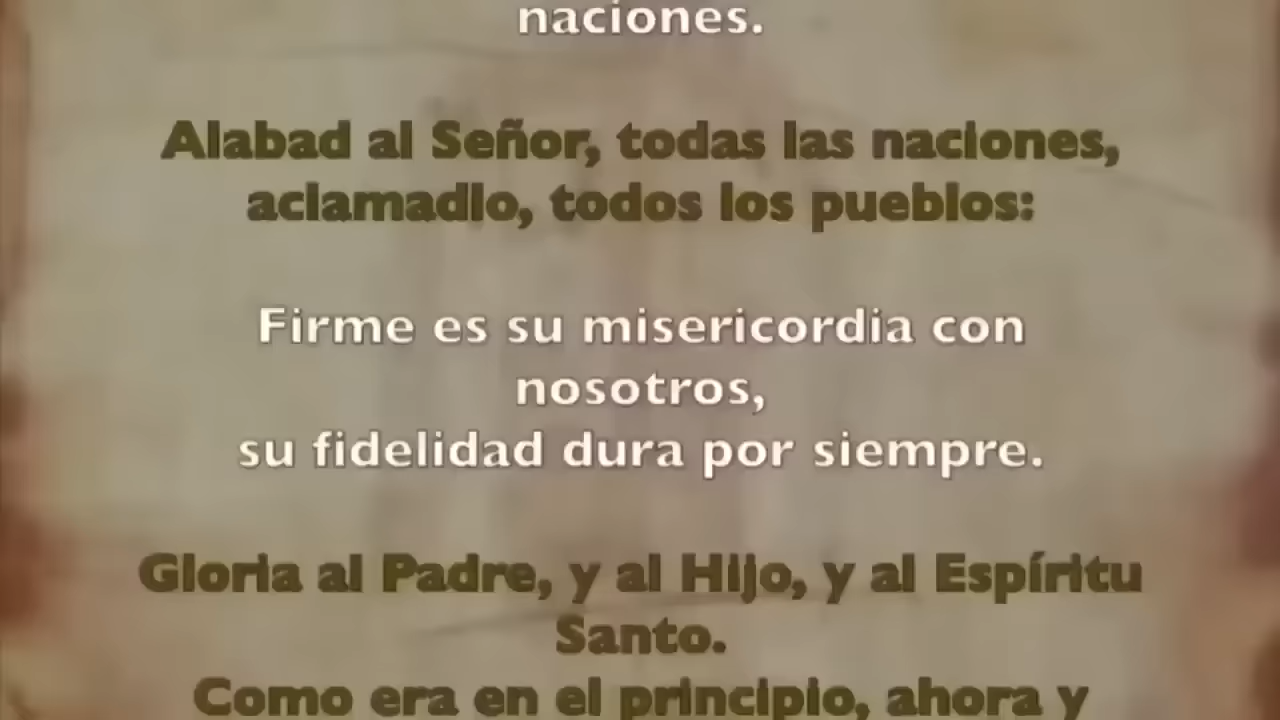 naciones.
Alabad al Señor, todas las naciones,
aclamadlo, todos los pueblos:
Firme es su misericordia con
nosotros,
su fidelidad dura por siempre.
Gloria al Padre, y al Hijo, y al Espíritu
Santo.
Como era en el principio, ahora y